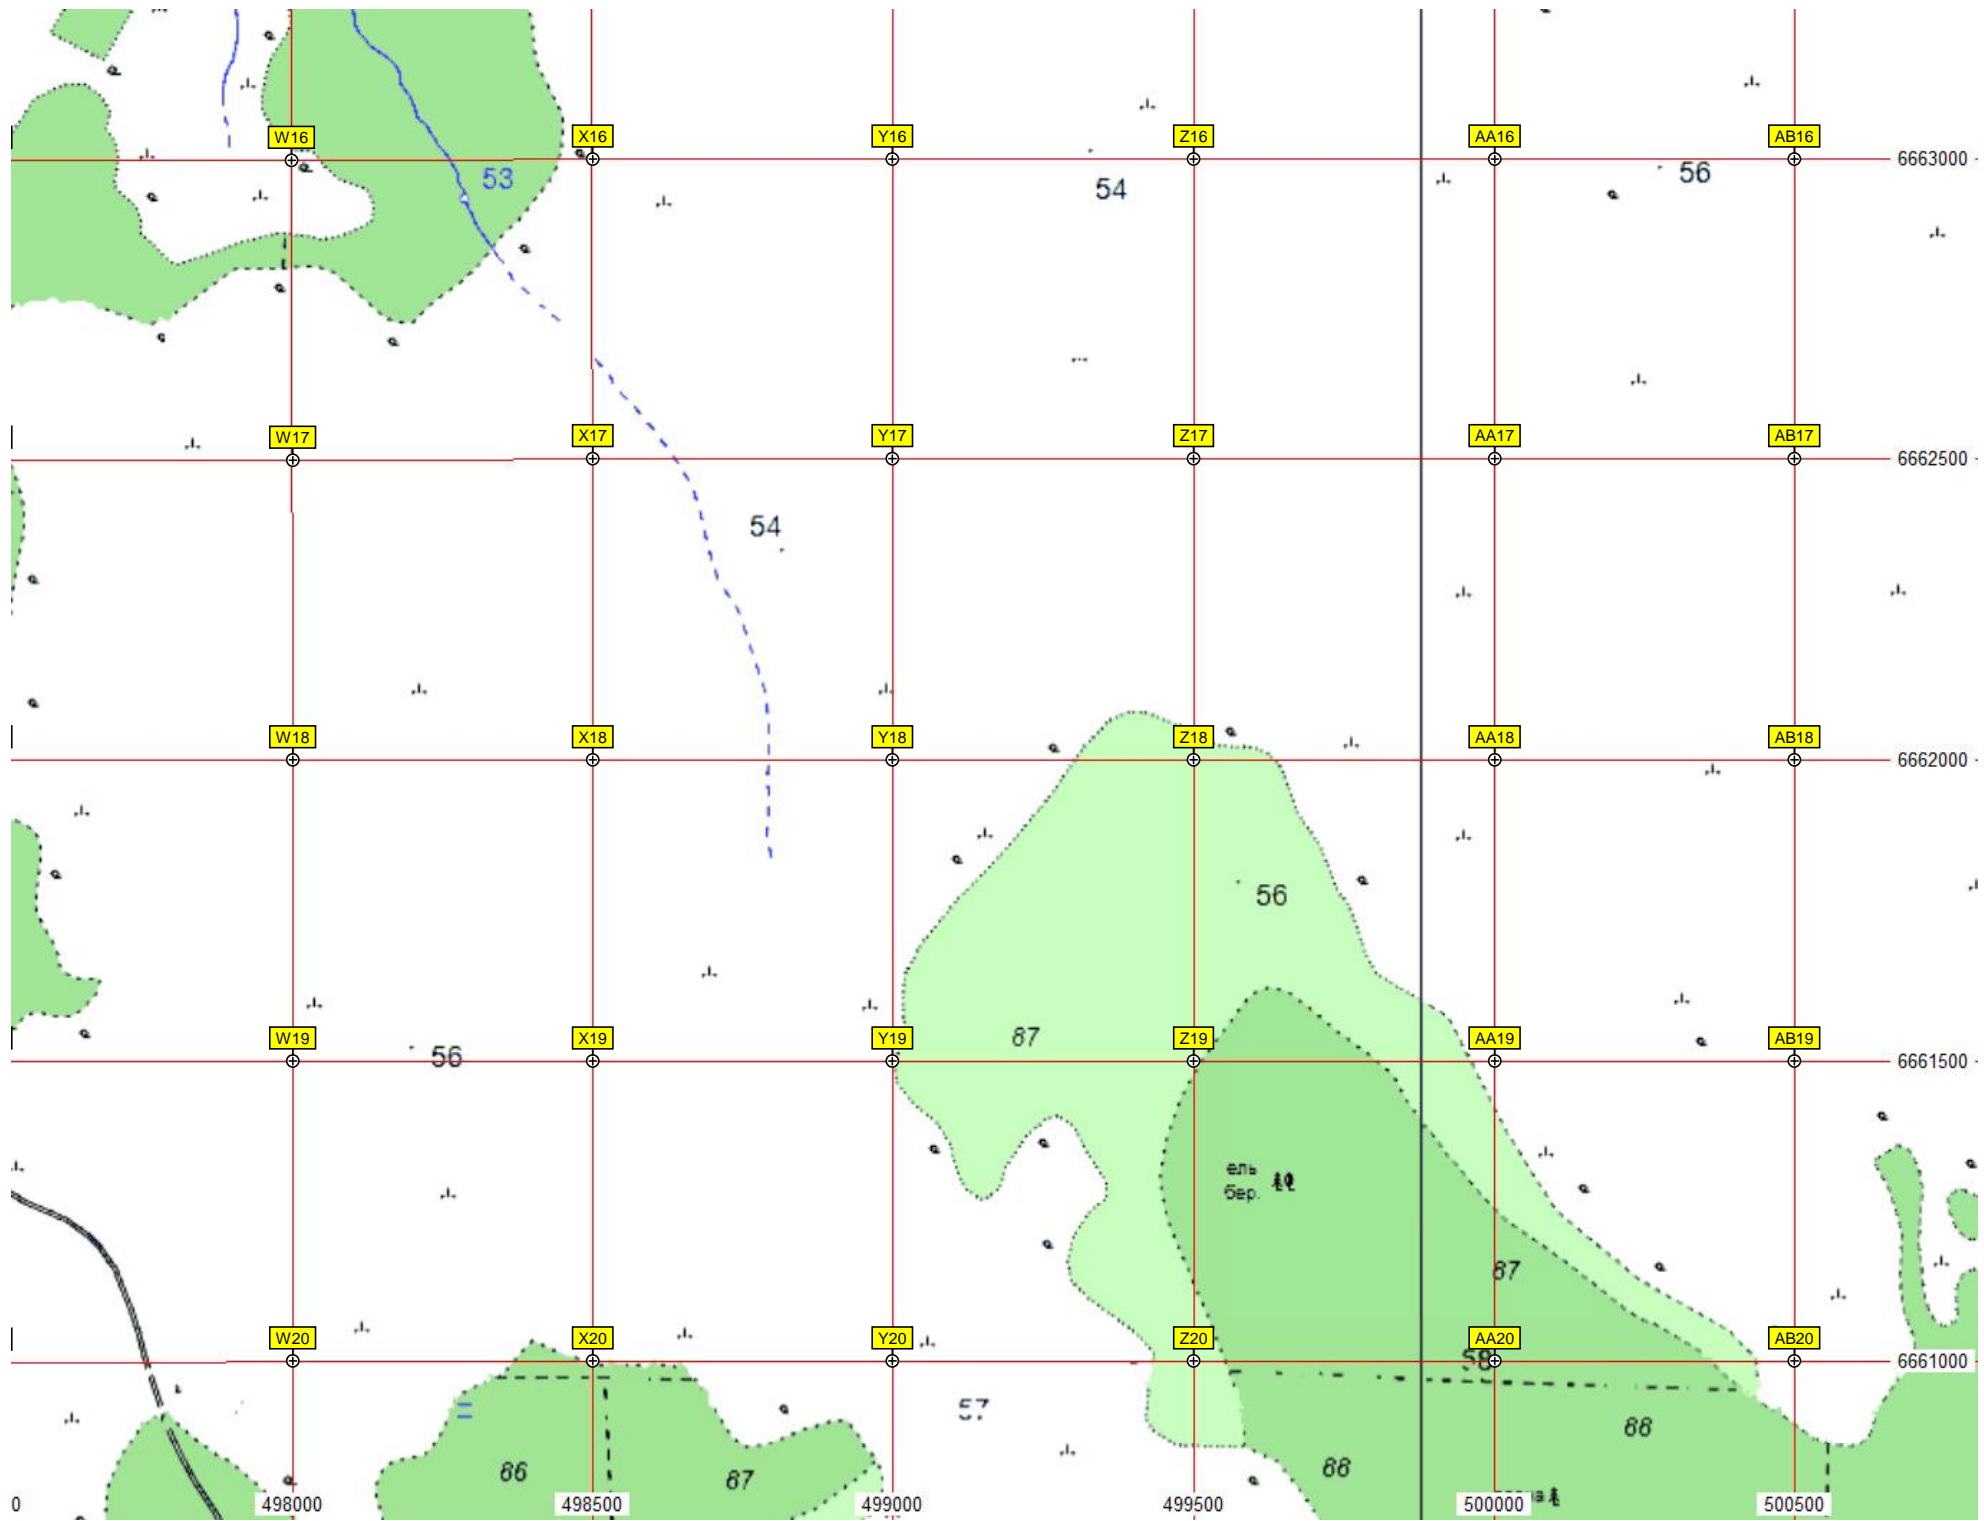 W16 X16 Y16 Z16 AA16 AB16
6663000
53 54 56
W17 X17 Y17 Z17 AA17 AB17
6662500
54
W18 X18 Y18 Z18 AA18 AB18
6662000
56
87
W19 X19 Y19 Z19 AA19 AB19
56
6661500
ель
бер.
87
W20 X20 Y20 Z20 AA20 AB20
58
6661000
57
88
86 87 88
0 498000 498500 499000 499500 500000 500500